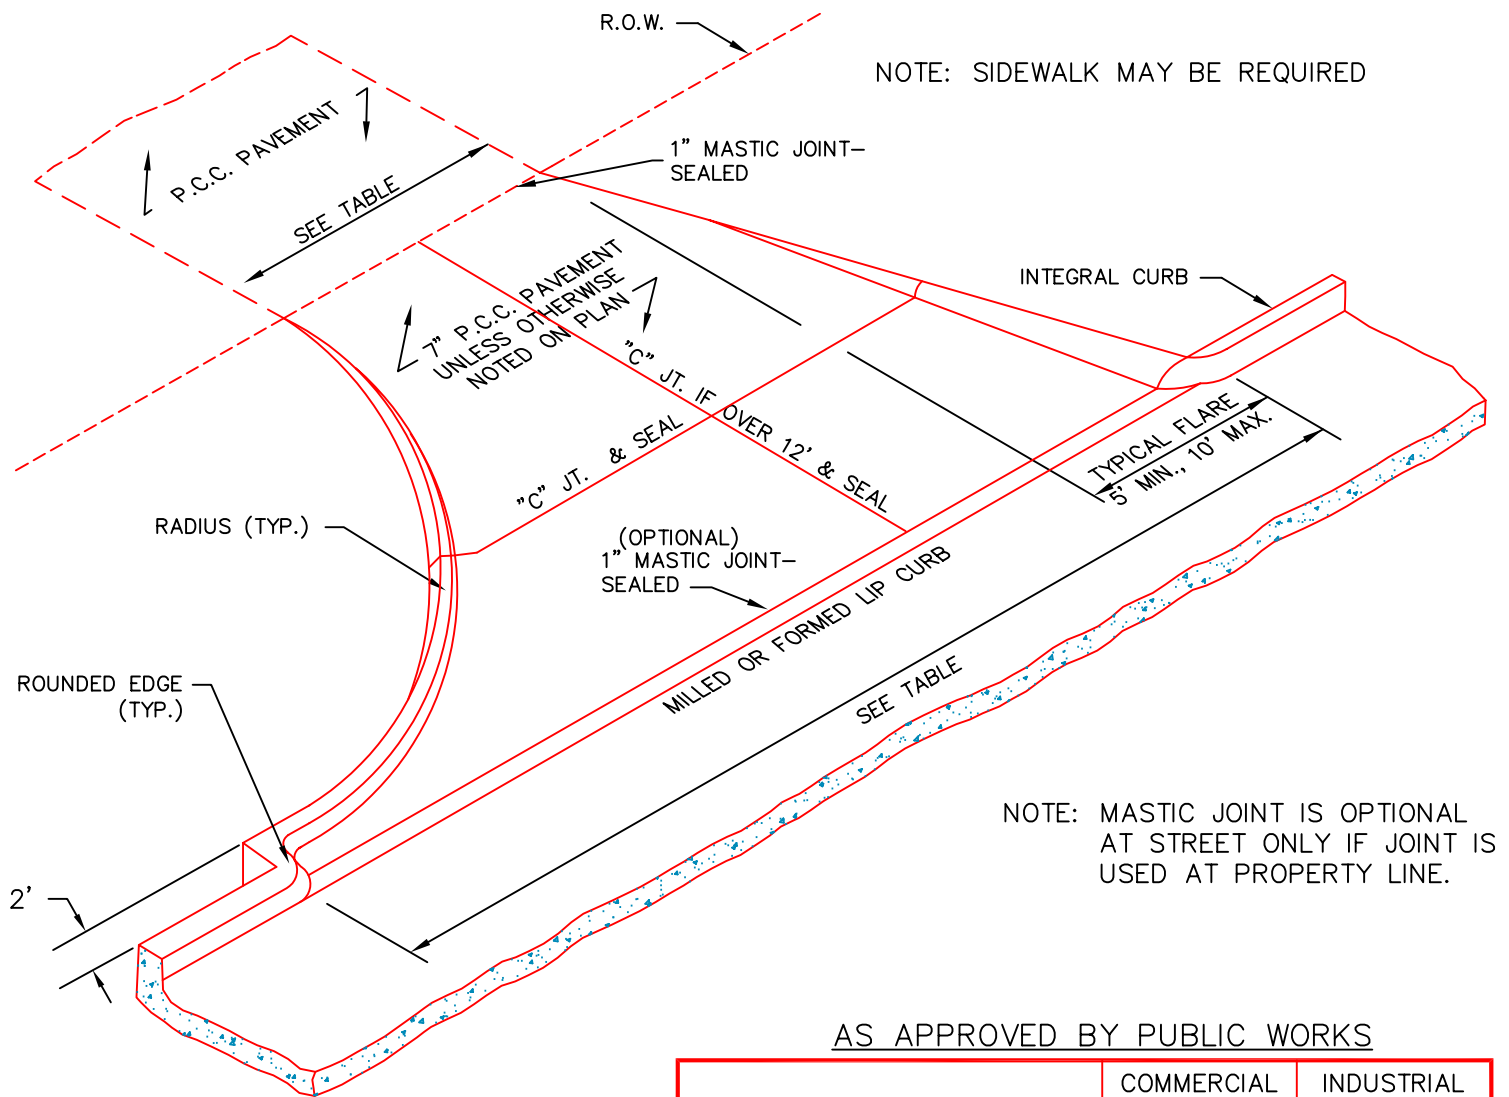 R.O.W.
NOTE: SIDEWALK MAY BE REQUIRED
P.C.C. PAVEMENT
1" MASTIC JOINT-
SEALED
SEE TABLE
7" P.C.C. PAVEMENT
UNLESS OTHERWISE
NOTED ON PLAN
INTEGRAL CURB
"C" JT. IF OVER 12' & SEAL
"C" JT. & SEAL
TYPICAL FLARE
5' MIN., 10' MAX.
RADIUS (TYP.)
(OPTIONAL)
1" MASTIC JOINT-
SEALED
MILLED OR FORMED LIP CURB
ROUNDED EDGE
(TYP.)
SEE TABLE
NOTE: MASTIC JOINT IS OPTIONAL
AT STREET ONLY IF JOINT IS
USED AT PROPERTY LINE.
2'
AS APPROVED BY PUBLIC WORKS
COMMERCIAL INDUSTRIAL